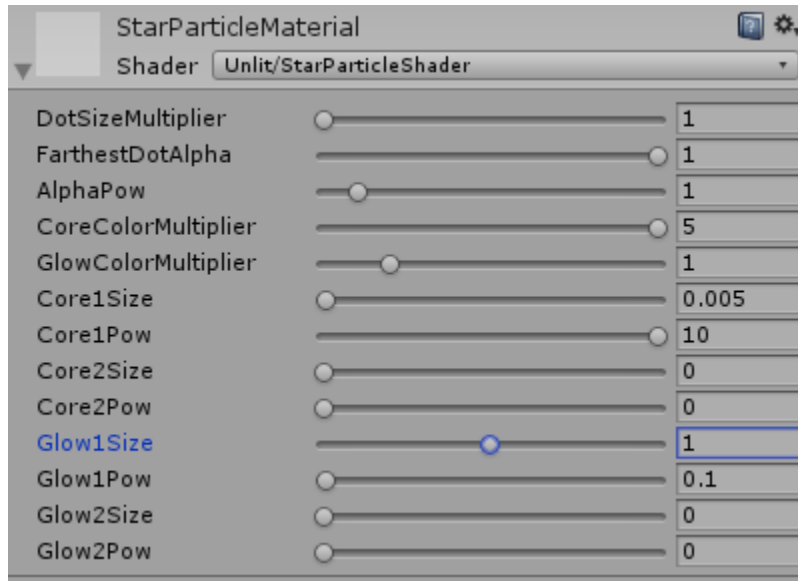 StarParticleMaterial
Shader Unlit/StarParticleShader
DotSizeMultiplier 1
FarthestDotAlpha 1
AlphaPow 1
CoreColorMultiplier 5
GlowColorMultiplier 1
Core1Size 0.005
Core1Pow 10
Core2Size 0
Core2Pow 0
Glow1Size 1
Glow1Pow 0.1
Glow2Size 0
Glow2Pow 0